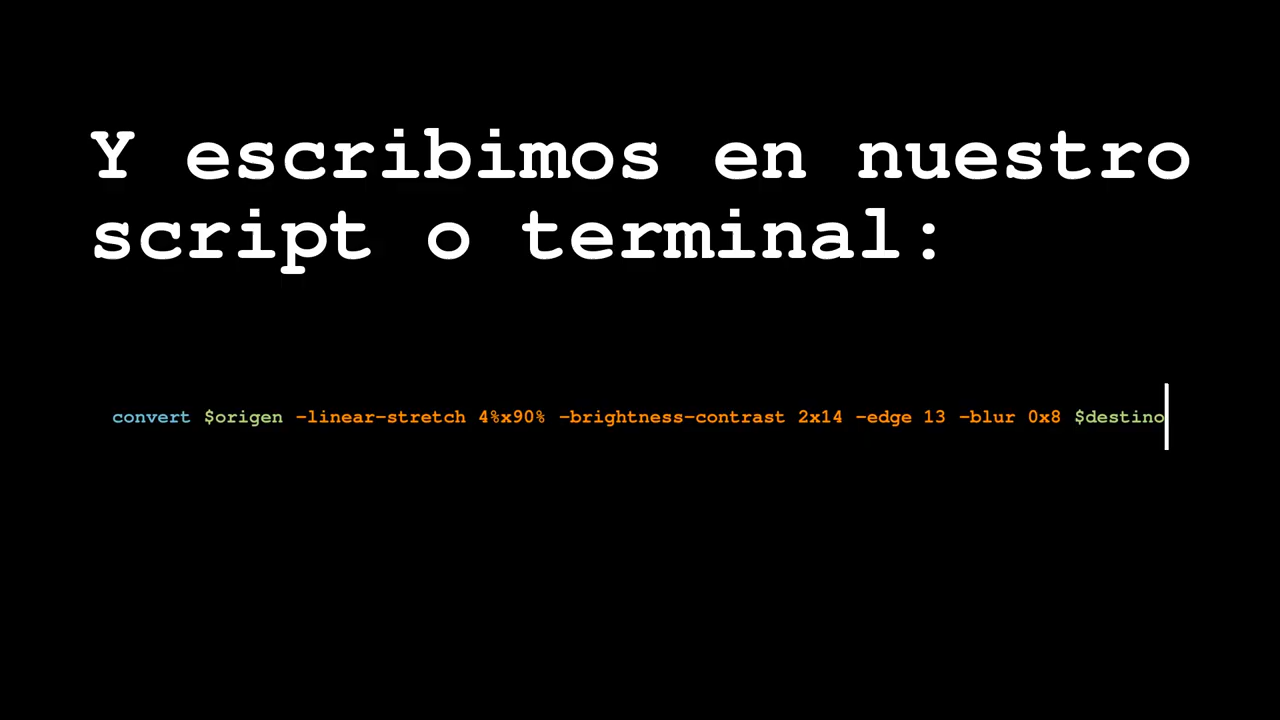 Y escribimos en nuestro
script o terminal:
convert $origen -linear-stretch 4%x90% -brightness-contrast 2x14 -edge 13 -blur 0x8 $destino